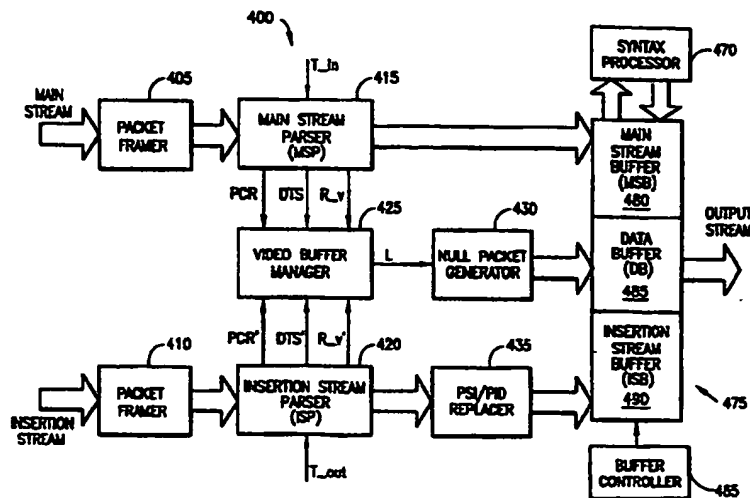 400
T_in
405
415
SYNTAX
PROCESSOR
470
MAIN
STREAM
PACKET
FRAMER
MAIN STREAM
PARSER
(MSP)
MAIN
STREAM
BUFFER
(MSB)
480
PCR
DTS
R_v
425
430
VIDEO BUFFER
MANAGER
L
NULL PACKET
GENERATOR
DATA
BUFFER
(DB)
485
OUTPUT
STREAM
PCR'
DTS'
R_v'
410
420
435
PACKET
FRAMER
INSERTION STREAM
PARSER
(ISP)
PSI/PID
REPLACER
INSERTION
STREAM
BUFFER
(ISB)
490
475
INSERTION
STREAM
T_out
BUFFER
CONTROLLER
485